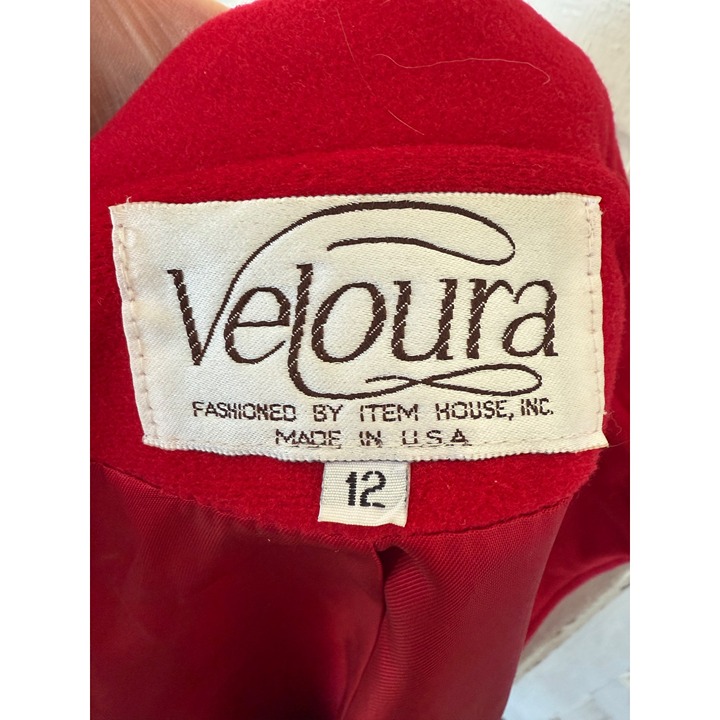 Veloura
FASHIONED BY ITEM HOUSE, INC.
MADE IN U.S.A
12